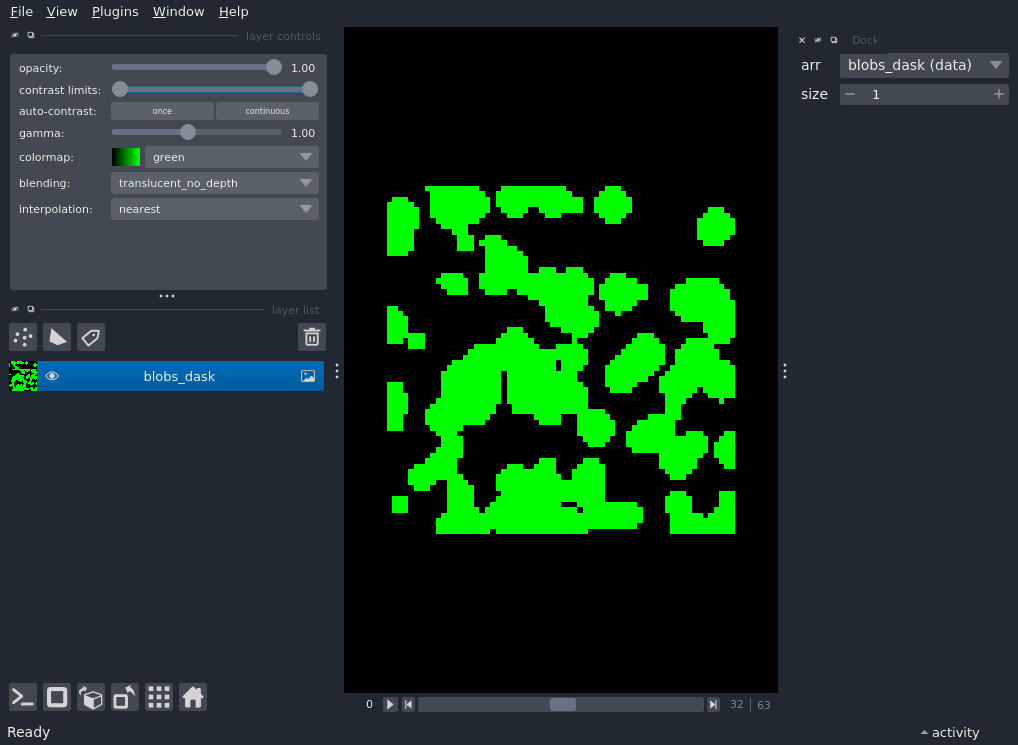 File View Plugins Window Help
layer controls
opacity: 1.00
contrast limits:
auto-contrast: once continuous
gamma: 1.00
colormap: green
blending: translucent_no_depth
interpolation: nearest
layer list
blobs_dask
0 32 63
Ready
Dock
arr blobs_dask (data)
size 1
activity